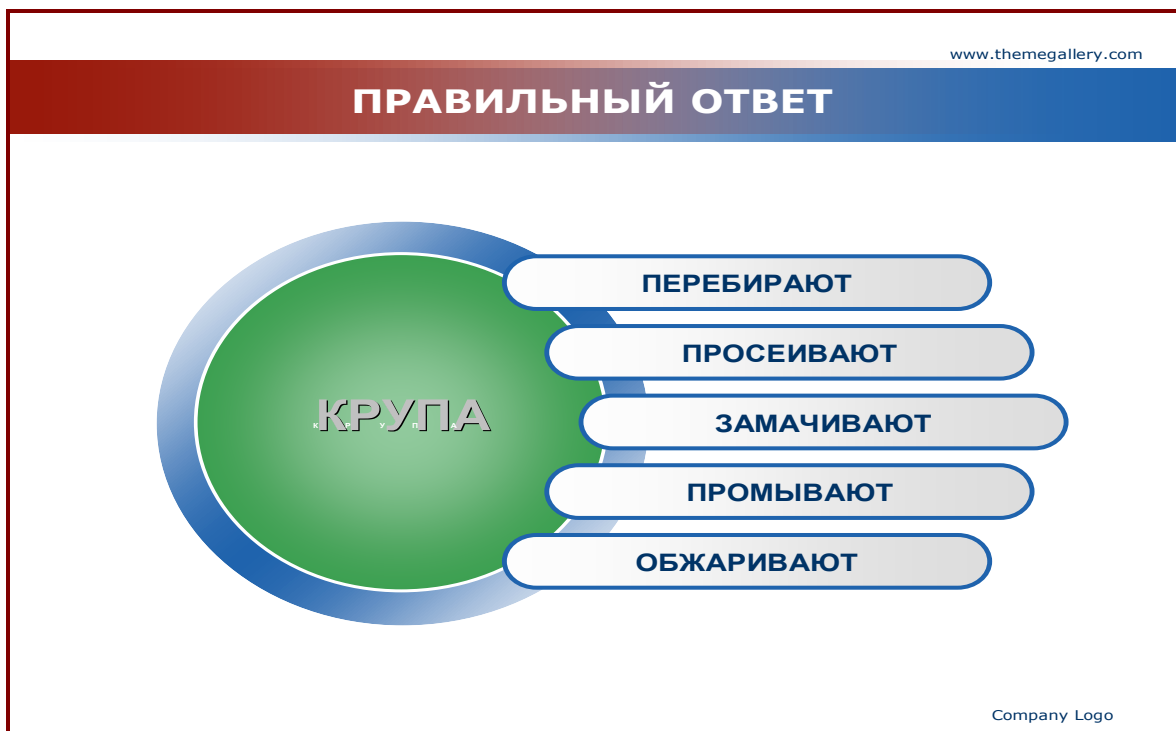 www.themegallery.com
ПРАВИЛЬНЫЙ ОТВЕТ
ПЕРЕБИРАЮТ
ПРОСЕИВАЮТ
КРУПА
К Р У П А
ЗАМАЧИВАЮТ
ПРОМЫВАЮТ
ОБЖАРИВАЮТ
Company Logo